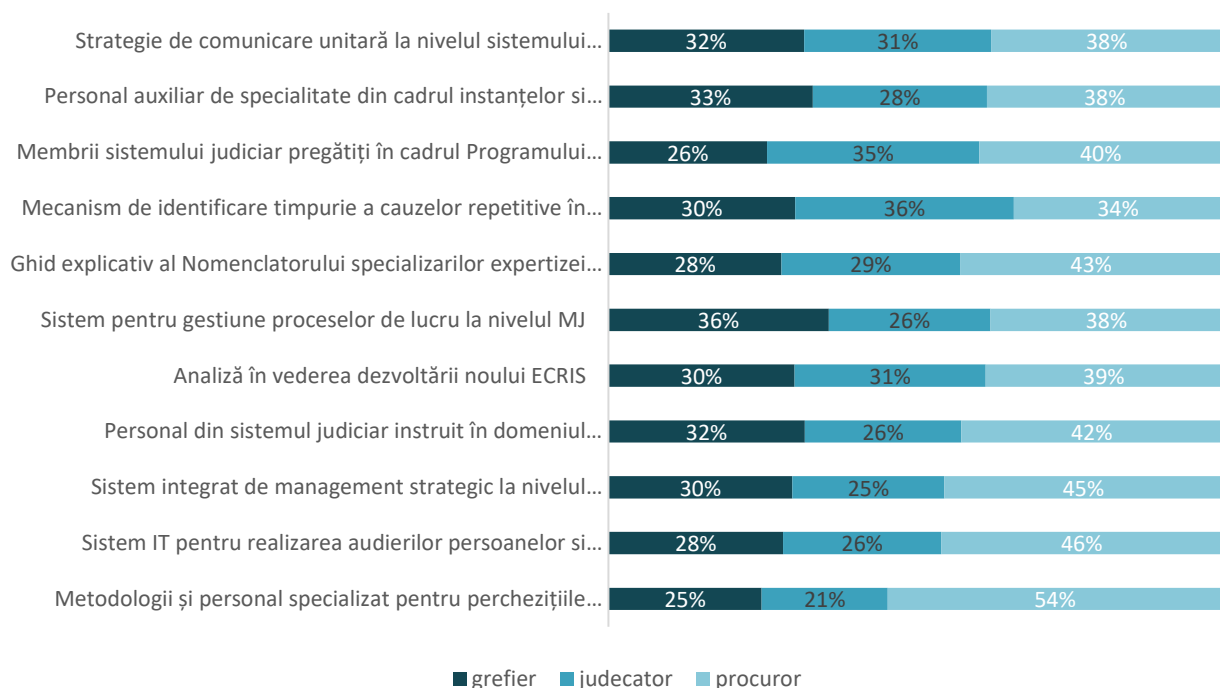 Strategie de comunicare unitară la nivelul sistemului… 32% 31% 38%
Personal auxiliar de specialitate din cadrul instanțelor si… 33% 28% 38%
Membrii sistemului judiciar pregătiți în cadrul Programului… 26% 35% 40%
Mecanism de identificare timpurie a cauzelor repetitive în… 30% 36% 34%
Ghid explicativ al Nomenclatorului specializarilor expertizei… 28% 29% 43%
Sistem pentru gestiune proceselor de lucru la nivelul MJ 36% 26% 38%
Analiză în vederea dezvoltării noului ECRIS 30% 31% 39%
Personal din sistemul judiciar instruit în domeniul… 32% 26% 42%
Sistem integrat de management strategic la nivelul… 30% 25% 45%
Sistem IT pentru realizarea audierilor persoanelor si… 28% 26% 46%
Metodologii și personal specializat pentru perchezițiile… 25% 21% 54%
grefier judecator procuror